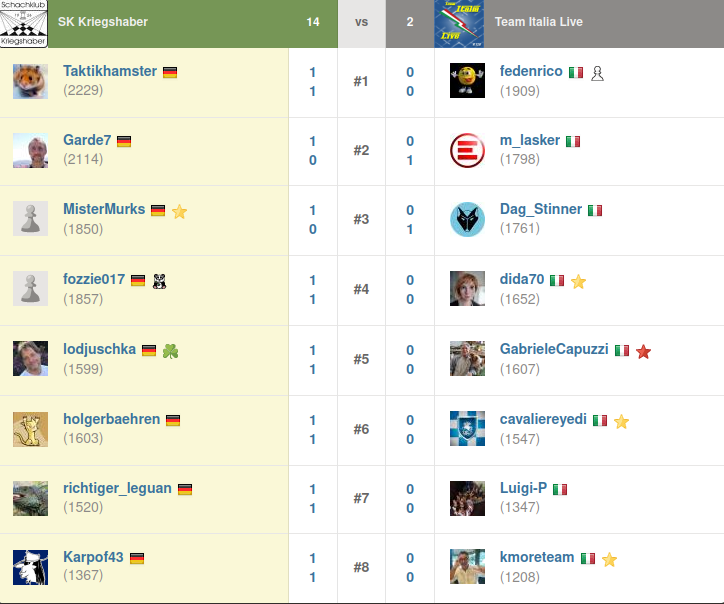 Schachklub
Kriegshaber
SK Kriegshaber 14 vs 2 Team Italia Live
TEAM
ITALIA
LIVE
Taktikhamster 1 0 fedenrico
(2229) 1 #1 0 (1909)
Garde7 1 0 m_lasker
(2114) 0 #2 1 (1798)
MisterMurks 1 0 Dag_Stinner
(1850) 0 #3 1 (1761)
fozzie017 1 0 dida70
(1857) 1 #4 0 (1652)
lodjuschka 1 0 GabrieleCapuzzi
(1599) 1 #5 0 (1607)
holgerbaehren 1 0 cavaliereyedi
(1603) 1 #6 0 (1547)
richtiger_leguan 1 0 Luigi-P
(1520) 1 #7 0 (1347)
Karpof43 1 0 kmoreteam
(1367) 1 #8 0 (1208)